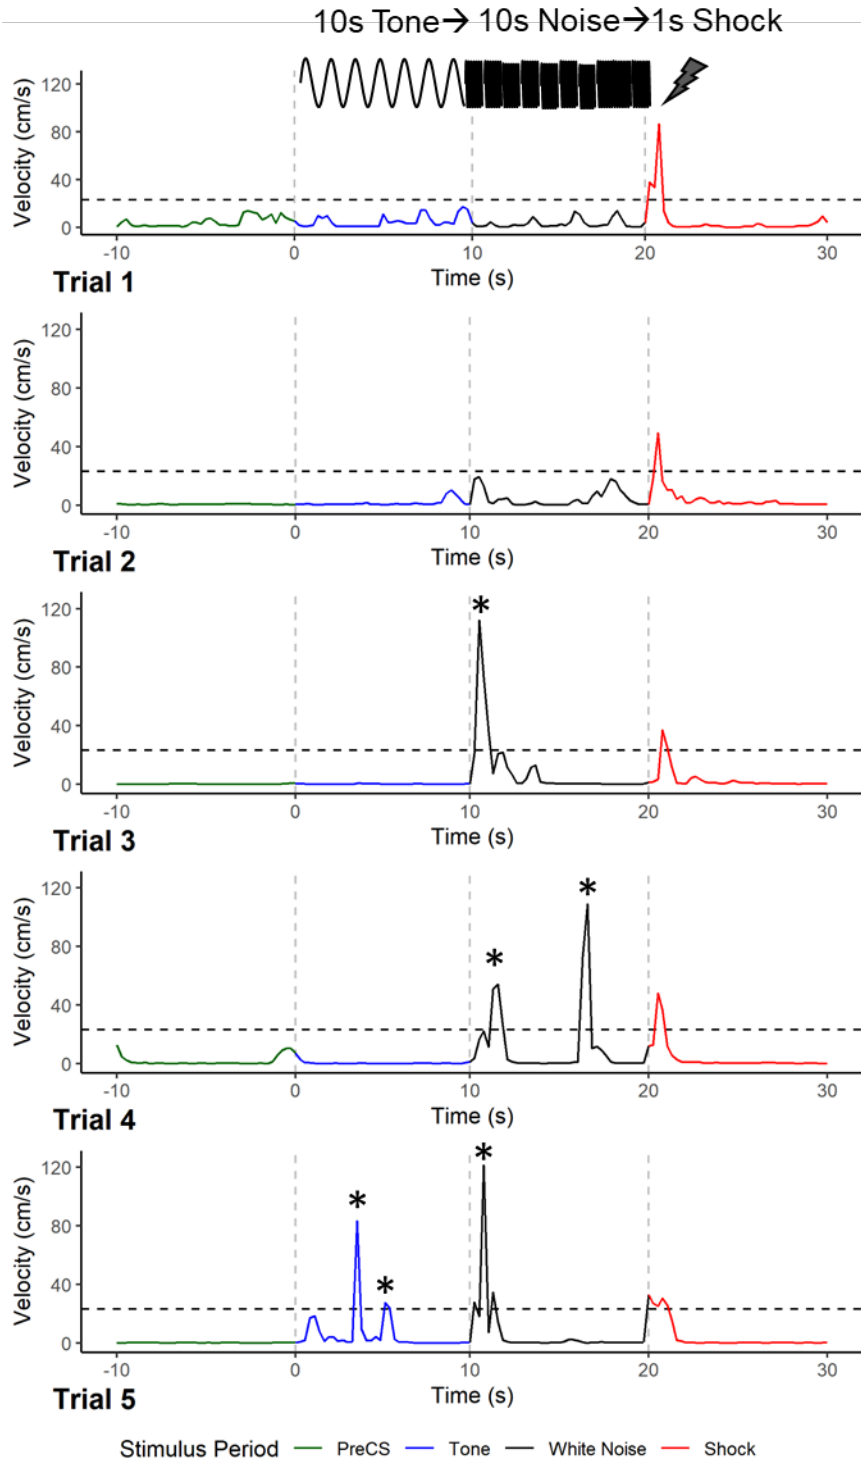 10s Tone→ 10s Noise→1s Shock
120
80
40
0
Velocity (cm/s)
-10 0 10 20 30
Time (s)
Trial 1
120
80
40
0
Velocity (cm/s)
-10 0 10 20 30
Time (s)
Trial 2
*
120
80
40
0
Velocity (cm/s)
-10 0 10 20 30
Time (s)
Trial 3
* *
120
80
40
0
Velocity (cm/s)
-10 0 10 20 30
Time (s)
Trial 4
* * *
120
80
40
0
Velocity (cm/s)
-10 0 10 20 30
Time (s)
Trial 5
Stimulus Period PreCS Tone White Noise Shock